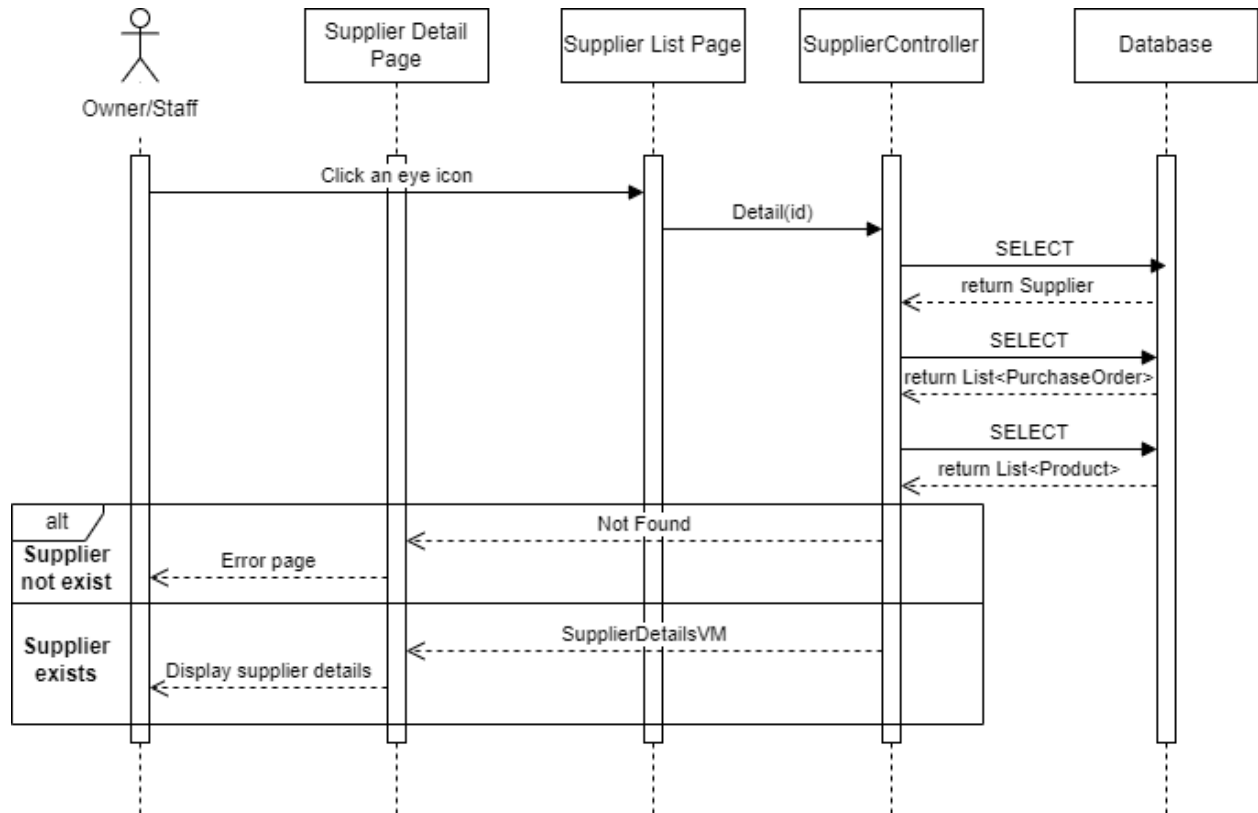 Supplier Detail
Page
Supplier List Page
SupplierController
Database
Owner/Staff
Click an eye icon
Detail(id)
SELECT
return Supplier
SELECT
return List<PurchaseOrder>
SELECT
return List<Product>
alt
Supplier
not exist
Not Found
Error page
Supplier
exists
SupplierDetailsVM
Display supplier details